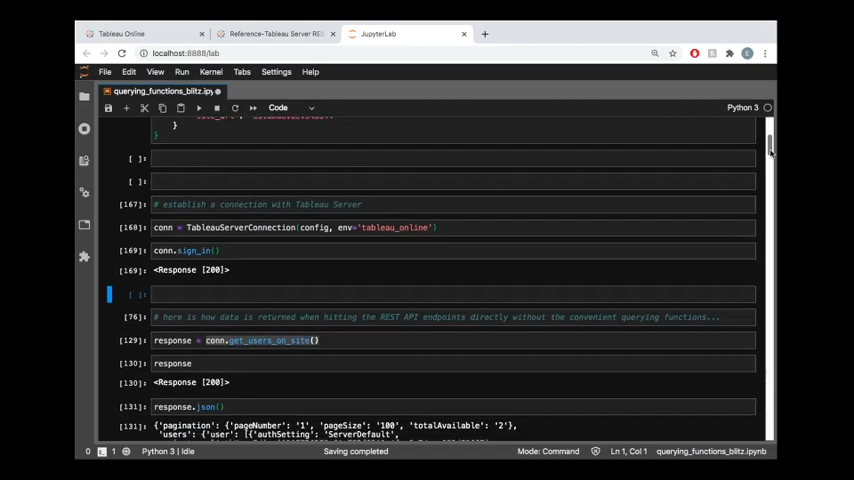 Tableau Online
Reference-Tableau Server RES
JupyterLab
localhost:8888/lab
E
File Edit View Run Kernel Tabs Settings Help
querying_functions_blitz.ipy
Code
Python 3
}
}
[ ]:
[ ]:
[167]: # establish a connection with Tableau Server
[168]: conn = TableauServerConnection(config, env='tableau_online')
[169]: conn.sign_in()
[169]: <Response [200]>
[ ]:
[76]: # here is how data is returned when hitting the REST API endpoints directly without the convenient querying functions...
[129]: response = conn.get_users_on_site()
[130]: response
[130]: <Response [200]>
[131]: response.json()
[131]: {'pagination': {'pageNumber': '1', 'pageSize': '100', 'totalAvailable': '2'},
'users': {'user': [{'authSetting': 'ServerDefault',
0 1 Python 3 | Idle Saving completed Mode: Command Ln 1, Col 1 querying_functions_blitz.ipynb